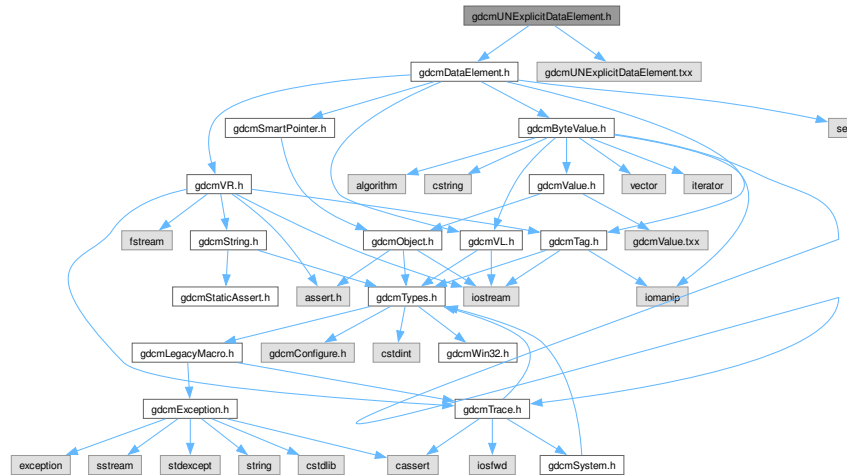 gdcmUNExplicitDataElement.h
gdcmDataElement.h
gdcmUNExplicitDataElement.txx
gdcmSmartPointer.h
gdcmByteValue.h
se
gdcmVR.h
algorithm
cstring
gdcmValue.h
vector
iterator
fstream
gdcmString.h
gdcmObject.h
gdcmVL.h
gdcmTag.h
gdcmValue.txx
gdcmStaticAssert.h
assert.h
gdcmTypes.h
iostream
iomanip
gdcmLegacyMacro.h
gdcmConfigure.h
cstdint
gdcmWin32.h
gdcmException.h
gdcmTrace.h
exception
sstream
stdexcept
string
cstdlib
cassert
iosfwd
gdcmSystem.h